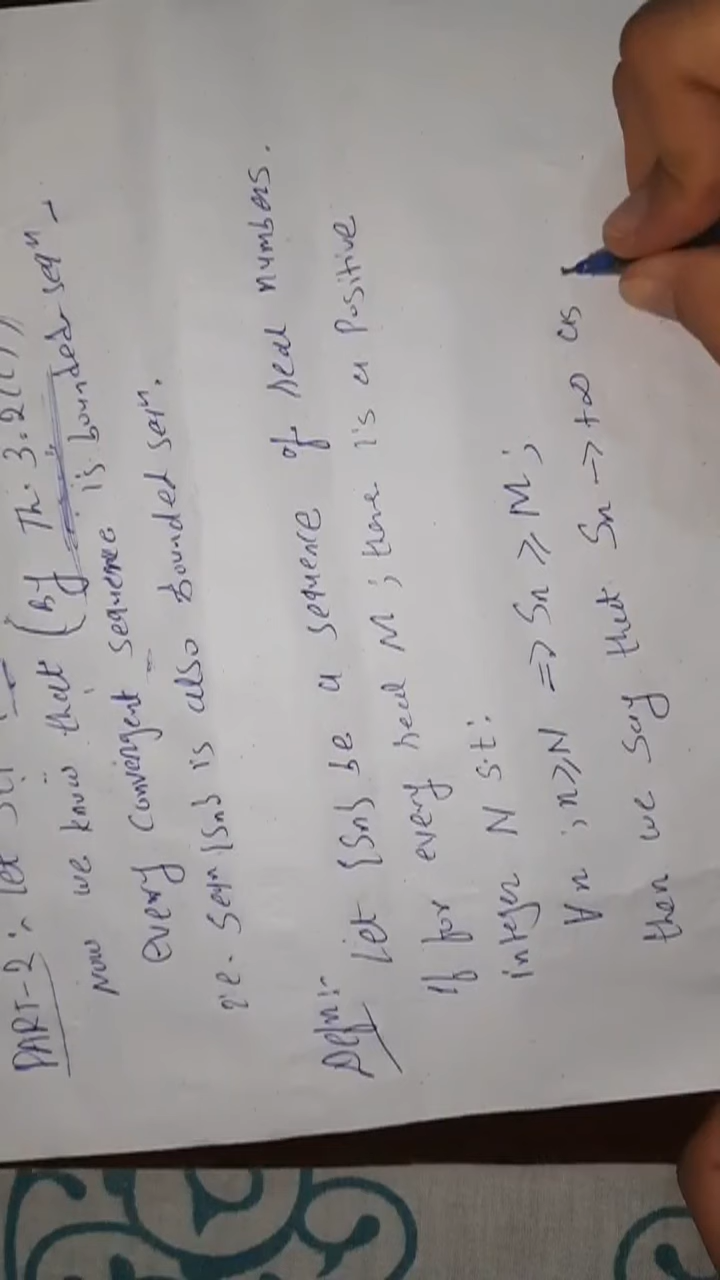 PART-2 :- let
Now we know that (By Th. 3.2(c))
every convergent sequence is bounded seqn.
i.e. seqn {Sn} is also bounded seqn.
Defn:- Let {Sn} be a sequence of real numbers.
If for every real M ; there is a positive
integer N s.t.
∀ n ; n ≥ N => Sn ≥ M ;
then we say that Sn → +∞ as